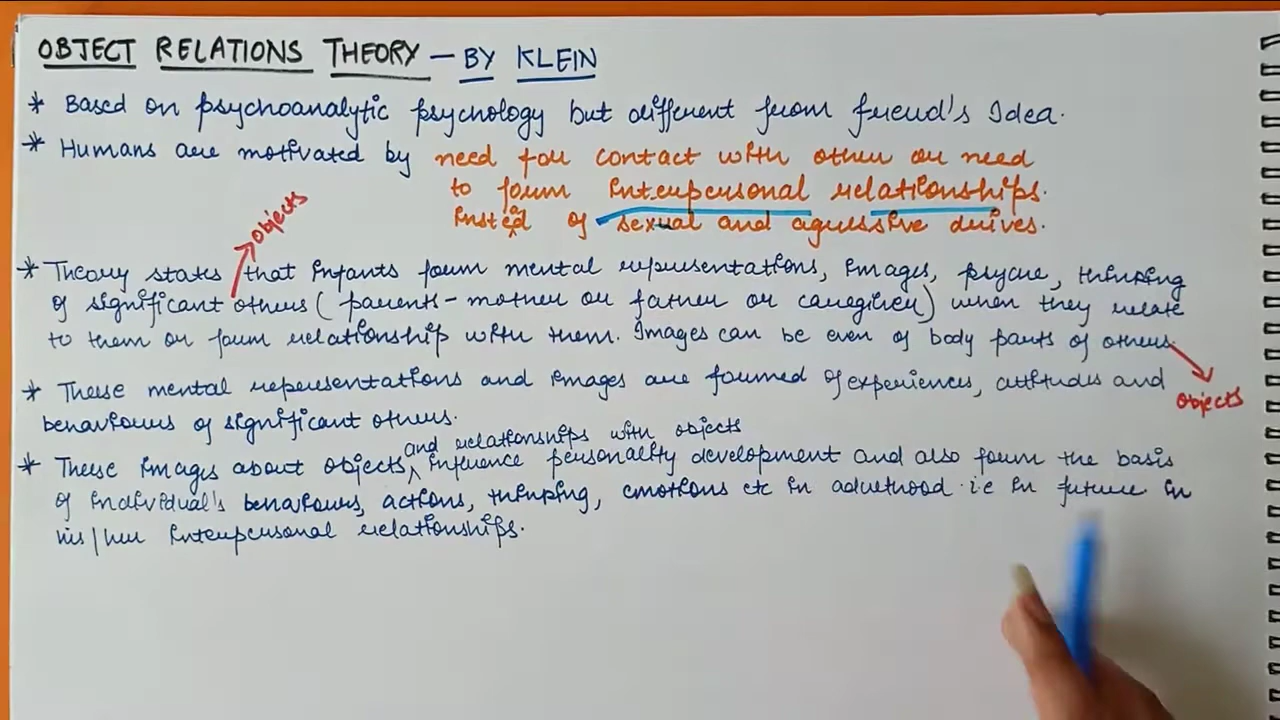 OBJECT RELATIONS THEORY - BY KLEIN
* Based on psychoanalytic psychology but different from freud's Idea.
* Humans are motivated by need for contact with other or need
to form interpersonal relationships.
Insted of sexual and agressive drives.
objects
* Theory states that infants form mental representations, images, psyche, thinking
of significant others (parents - mother or father or caregiver) when they relate
to them or form relationship with them. Images can be even of body parts of others.
objects
* These mental representations and images are formed of experiences, attitudes and
behaviours of significant others.
and relationships with objects
* These images about objects ^ influence personality development and also form the basis
of individual's behaviours, actions, thinking, emotions etc in adulthood i.e in future in
his/her interpersonal relationships.